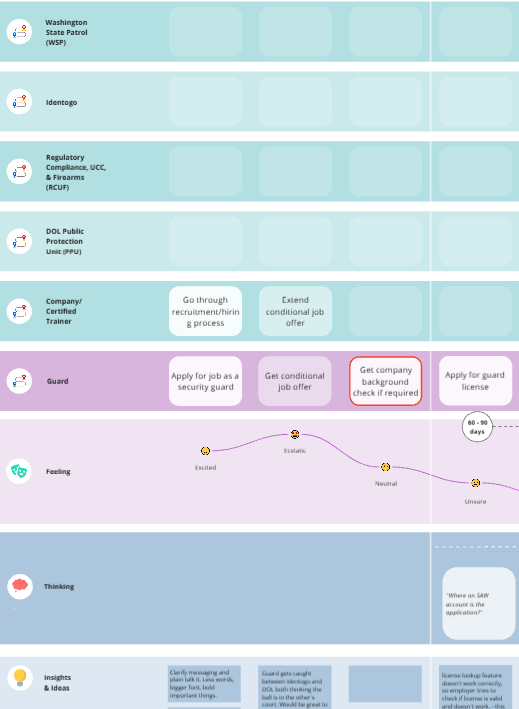 Washington
State Patrol
(WSP)
Identogo
Regulatory
Compliance, UCC,
& Firearms
(RCUF)
DOL Public
Protection
Unit (PPU)
Company/
Certified
Trainer
Go through
recruitment/hirin
g process
Extend
conditional job
offer
Guard
Apply for job as a
security guard
Get conditional
job offer
Get company
background
check if required
Apply for guard
license
60 - 90
days
Feeling
Excited
Ecstatic
Neutral
Unsure
Thinking
"Where on SAW
account is the
application?"
Insights
& Ideas
Clarify messaging and
plain talk it. Less words,
bigger font, bold
important things.
Guard gets caught
between Identogo and
DOL both thinking the
ball is in the other's
court. Would be great to
license lookup feature
doesn't work correctly,
so employer tries to
check if license is valid
and doesn't work. - this